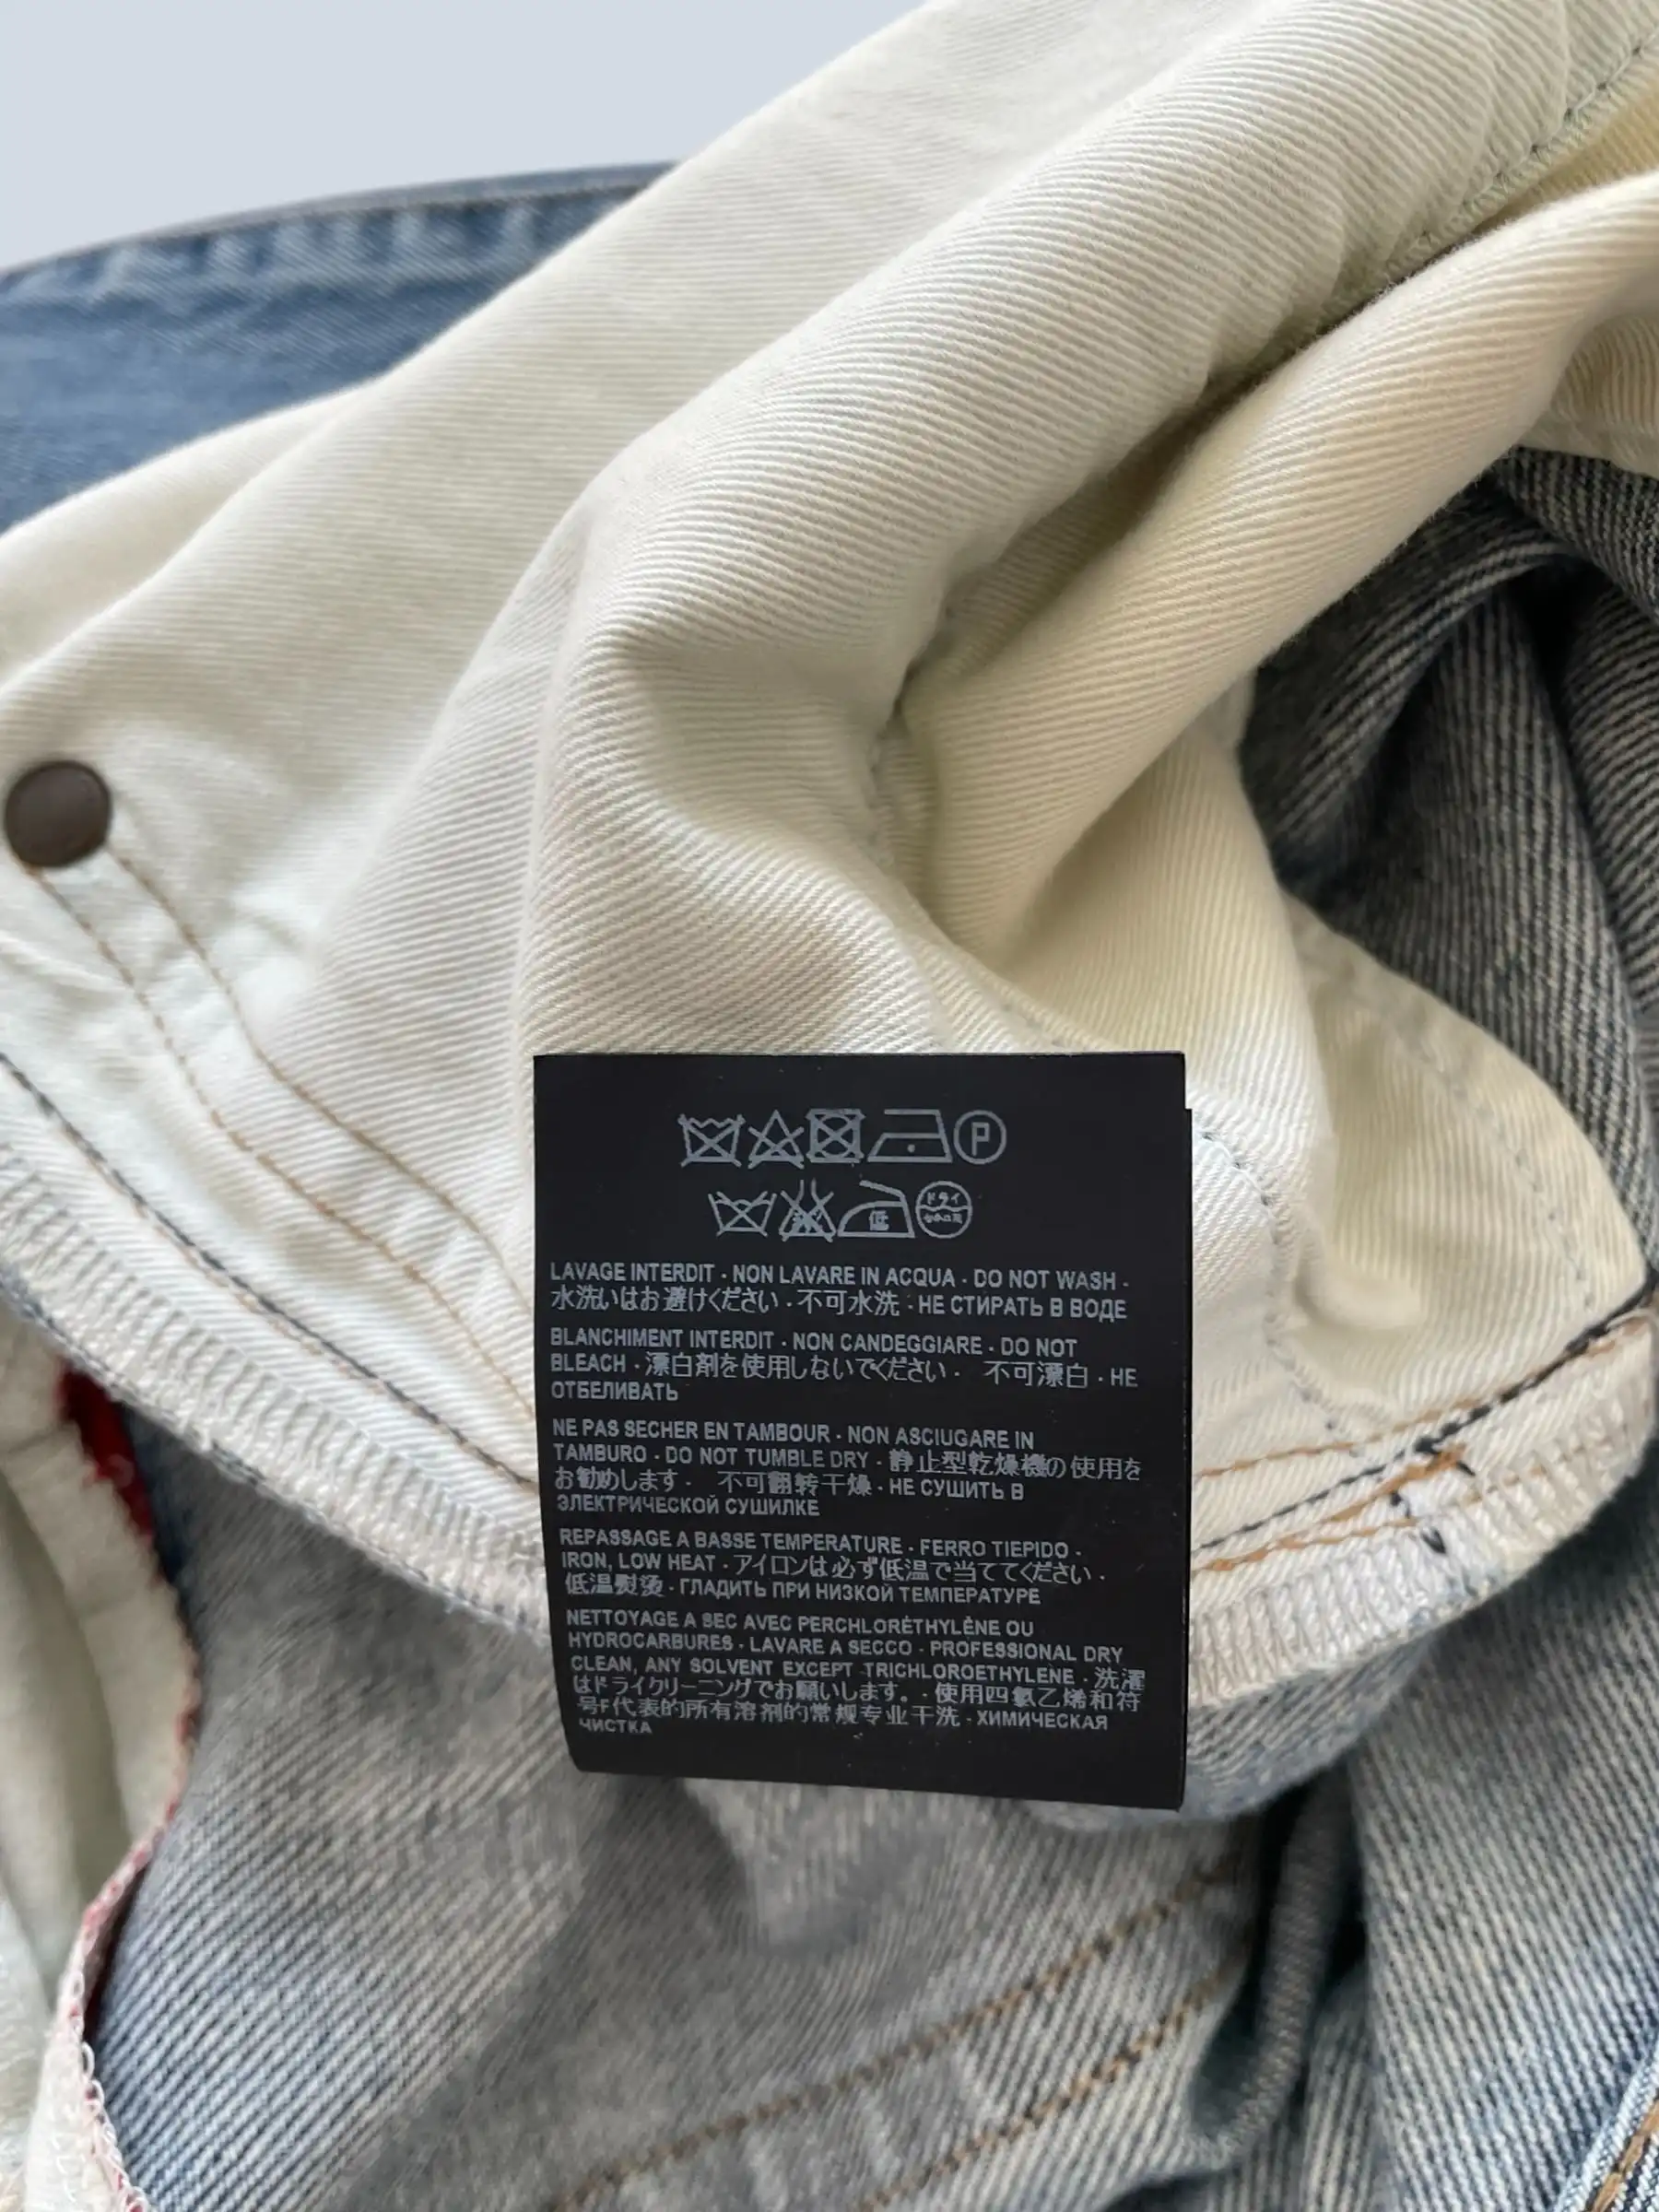 P
ドライ
低
LAVAGE INTERDIT - NON LAVARE IN ACQUA - DO NOT WASH -
水洗いはお避けください - 不可水洗 - НЕ СТИРАТЬ В ВОДЕ
BLANCHIMENT INTERDIT - NON CANDEGGIARE - DO NOT
BLEACH - 漂白剤を使用しないでください - 不可漂白 - НЕ
ОТБЕЛИВАТЬ
NE PAS SECHER EN TAMBOUR - NON ASCIUGARE IN
TAMBURO - DO NOT TUMBLE DRY - 静止型乾燥機の使用を
お勧めします - 不可翻转干燥 - НЕ СУШИТЬ В
ЭЛЕКТРИЧЕСКОЙ СУШИЛКЕ
REPASSAGE A BASSE TEMPERATURE - FERRO TIEPIDO -
IRON, LOW HEAT - アイロンは必ず低温で当ててください -
低温熨烫 - ГЛАДИТЬ ПРИ НИЗКОЙ ТЕМПЕРАТУРЕ
NETTOYAGE A SEC AVEC PERCHLORÉTHYLÈNE OU
HYDROCARBURES - LAVARE A SECCO - PROFESSIONAL DRY
CLEAN, ANY SOLVENT EXCEPT TRICHLOROETHYLENE - 洗濯
はドライクリーニングでお願いします。 - 使用四氯乙烯和符
号F代表的所有溶剂的常规专业干洗 - ХИМИЧЕСКАЯ
ЧИСТКА